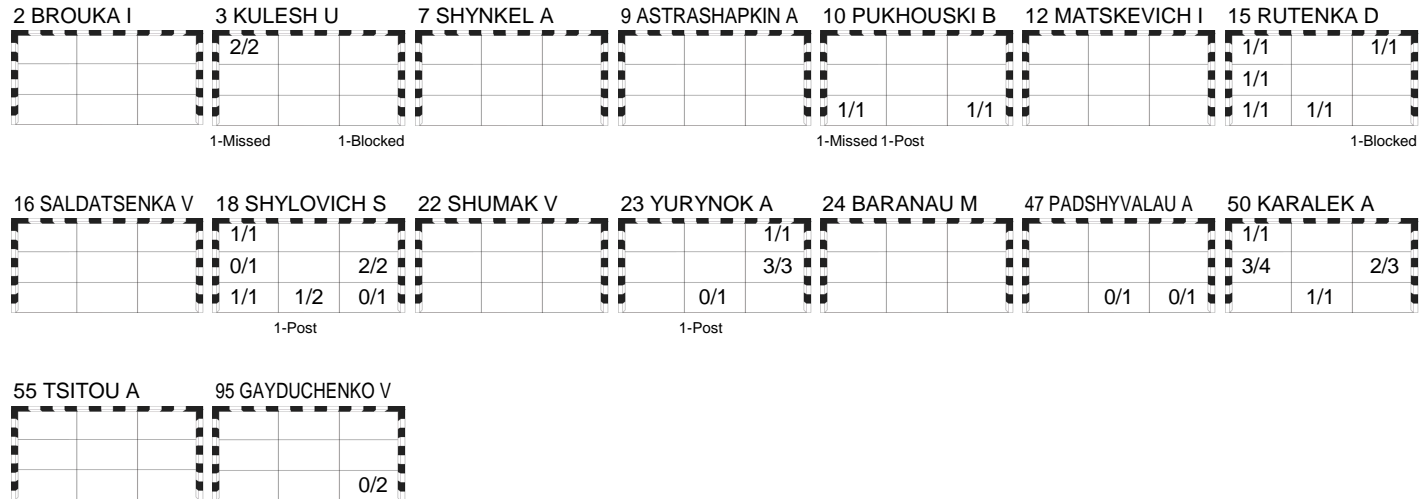 2 BROUKA I 3 KULESH U 7 SHYNKEL A 9 ASTRASHAPKIN A 10 PUKHOUSKI B 12 MATSKEVICH I 15 RUTENKA D
2/2 1/1 1/1
1/1
1/1 1/1 1/1 1/1
1-Missed 1-Blocked 1-Missed 1-Post 1-Blocked
16 SALDATSENKA V 18 SHYLOVICH S 22 SHUMAK V 23 YURYNOK A 24 BARANAU M 47 PADSHYVALAU A 50 KARALEK A
1/1 1/1 1/1
0/1 2/2 3/3 3/4 2/3
1/1 1/2 0/1 0/1 0/1 0/1 1/1
1-Post 1-Post
55 TSITOU A 95 GAYDUCHENKO V
0/2